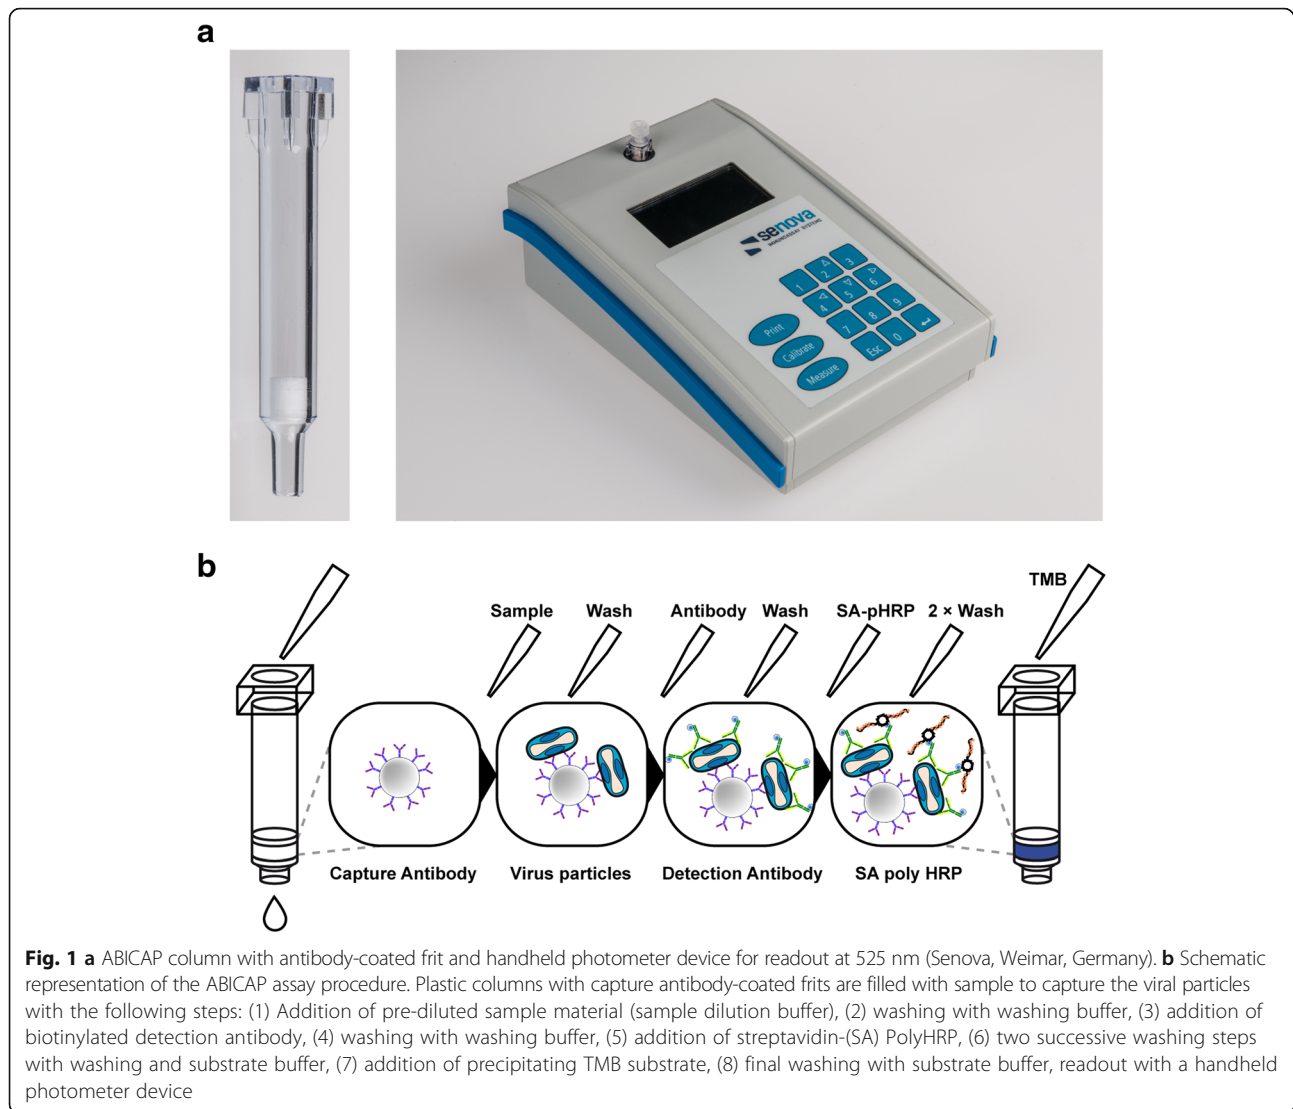 a
senova
IMMUNOASSAY SYSTEMS
1 2 3
4 5 6
7 8 9
Esc 0
Print
Calibrate
Measure
b
TMB
Sample Wash Antibody Wash SA-pHRP 2 × Wash
Capture Antibody Virus particles Detection Antibody SA poly HRP
Fig. 1 a ABICAP column with antibody-coated frit and handheld photometer device for readout at 525 nm (Senova, Weimar, Germany). b Schematic
representation of the ABICAP assay procedure. Plastic columns with capture antibody-coated frits are filled with sample to capture the viral particles
with the following steps: (1) Addition of pre-diluted sample material (sample dilution buffer), (2) washing with washing buffer, (3) addition of
biotinylated detection antibody, (4) washing with washing buffer, (5) addition of streptavidin-(SA) PolyHRP, (6) two successive washing steps
with washing and substrate buffer, (7) addition of precipitating TMB substrate, (8) final washing with substrate buffer, readout with a handheld
photometer device